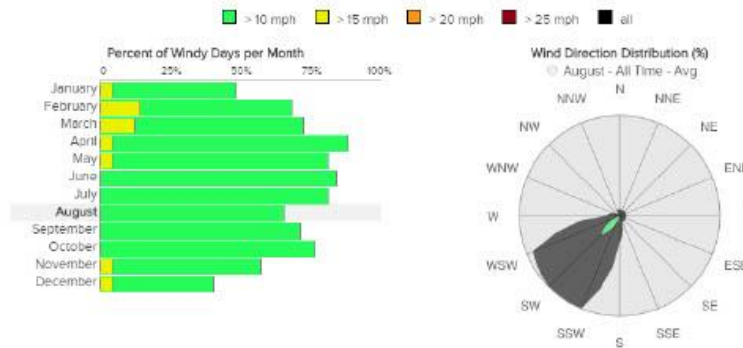 > 10 mph > 15 mph > 20 mph > 25 mph all
Percent of Windy Days per Month
0 25% 50% 75% 100%
January
February
March
April
May
June
July
August
September
October
November
December
Wind Direction Distribution (%)
August - All Time - Avg
N
NNW NNE
NW NE
WNW EN
W
WSW ESE
SW SE
SSW SSE
S